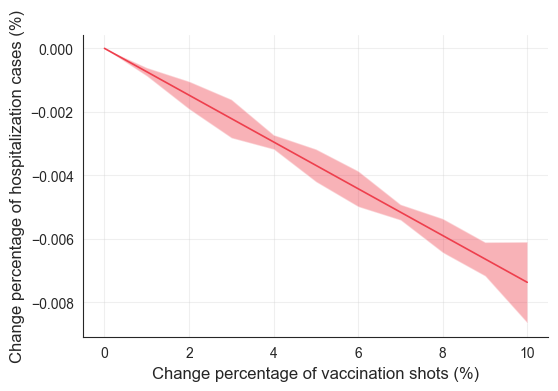 Change percentage of hospitalization cases (%)
0.000
−0.002
−0.004
−0.006
−0.008
0 2 4 6 8 10
Change percentage of vaccination shots (%)